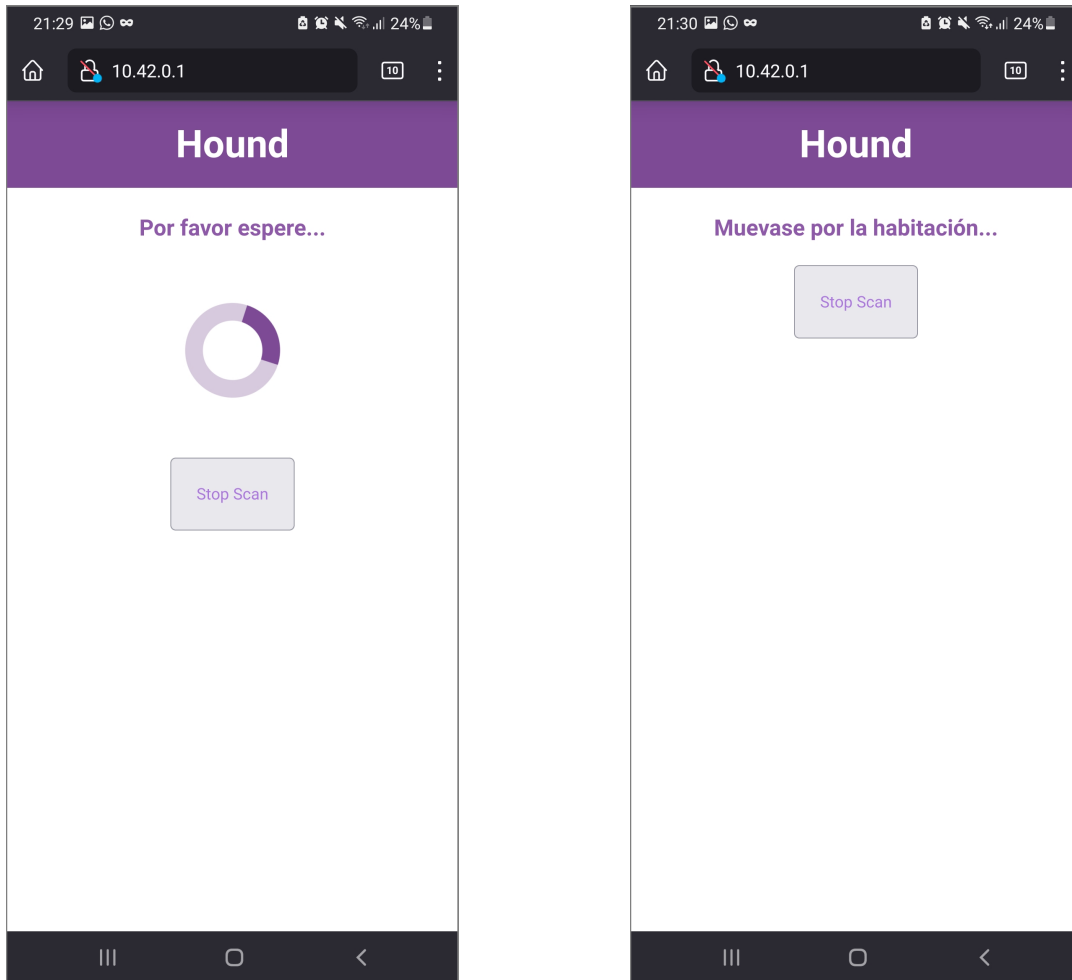 21:29 24%
10.42.0.1 10
Hound
Por favor espere...
Stop Scan
21:30 24%
10.42.0.1 10
Hound
Muevase por la habitación...
Stop Scan